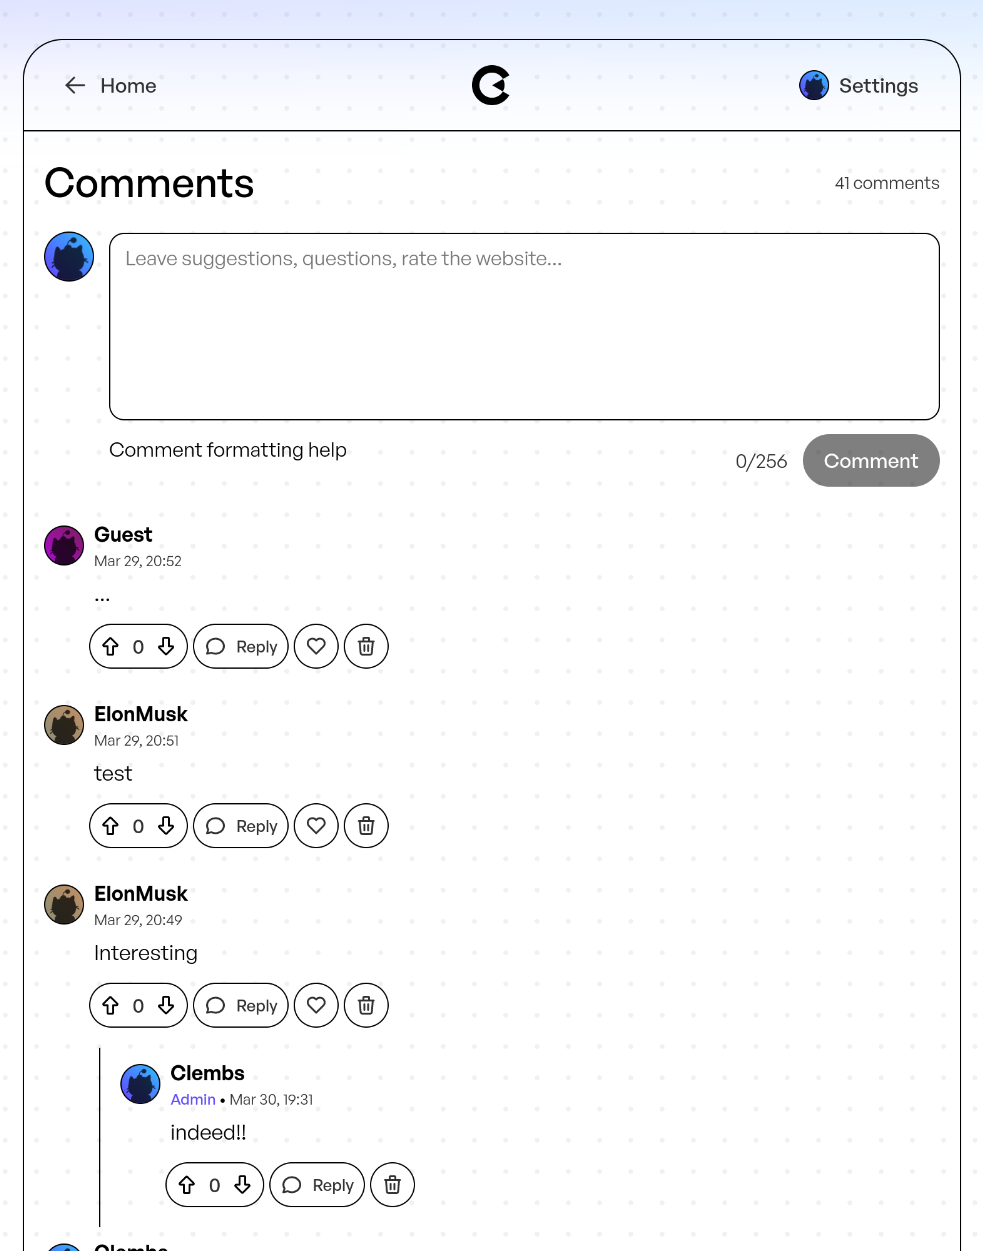 Home
Settings
Comments
41 comments
Leave suggestions, questions, rate the website...
Comment formatting help
0/256
Comment
Guest
Mar 29, 20:52
...
0
Reply
ElonMusk
Mar 29, 20:51
test
0
Reply
ElonMusk
Mar 29, 20:49
Interesting
0
Reply
Clembs
Admin • Mar 30, 19:31
indeed!!
0
Reply
Clembs